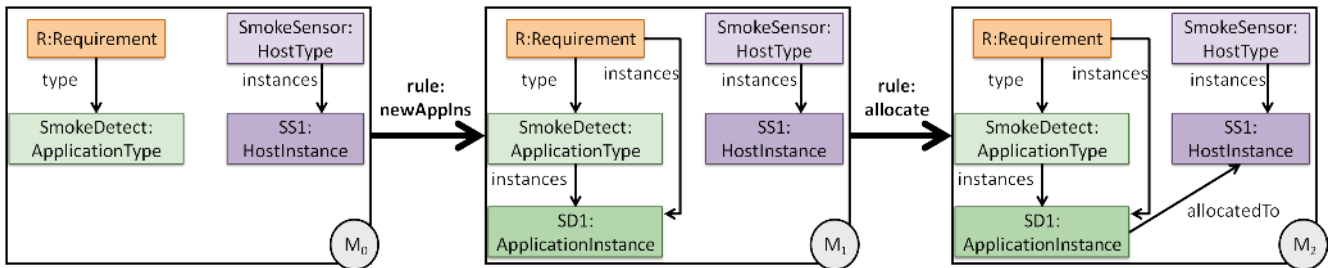 R:Requirement
SmokeSensor:
HostType
type
instances
SmokeDetect:
ApplicationType
SS1:
HostInstance
M0
rule:
newAppIns
R:Requirement
SmokeSensor:
HostType
type
instances
instances
SmokeDetect:
ApplicationType
SS1:
HostInstance
instances
SD1:
ApplicationInstance
M1
rule:
allocate
R:Requirement
SmokeSensor:
HostType
type
instances
instances
SmokeDetect:
ApplicationType
SS1:
HostInstance
instances
allocatedTo
SD1:
ApplicationInstance
M2